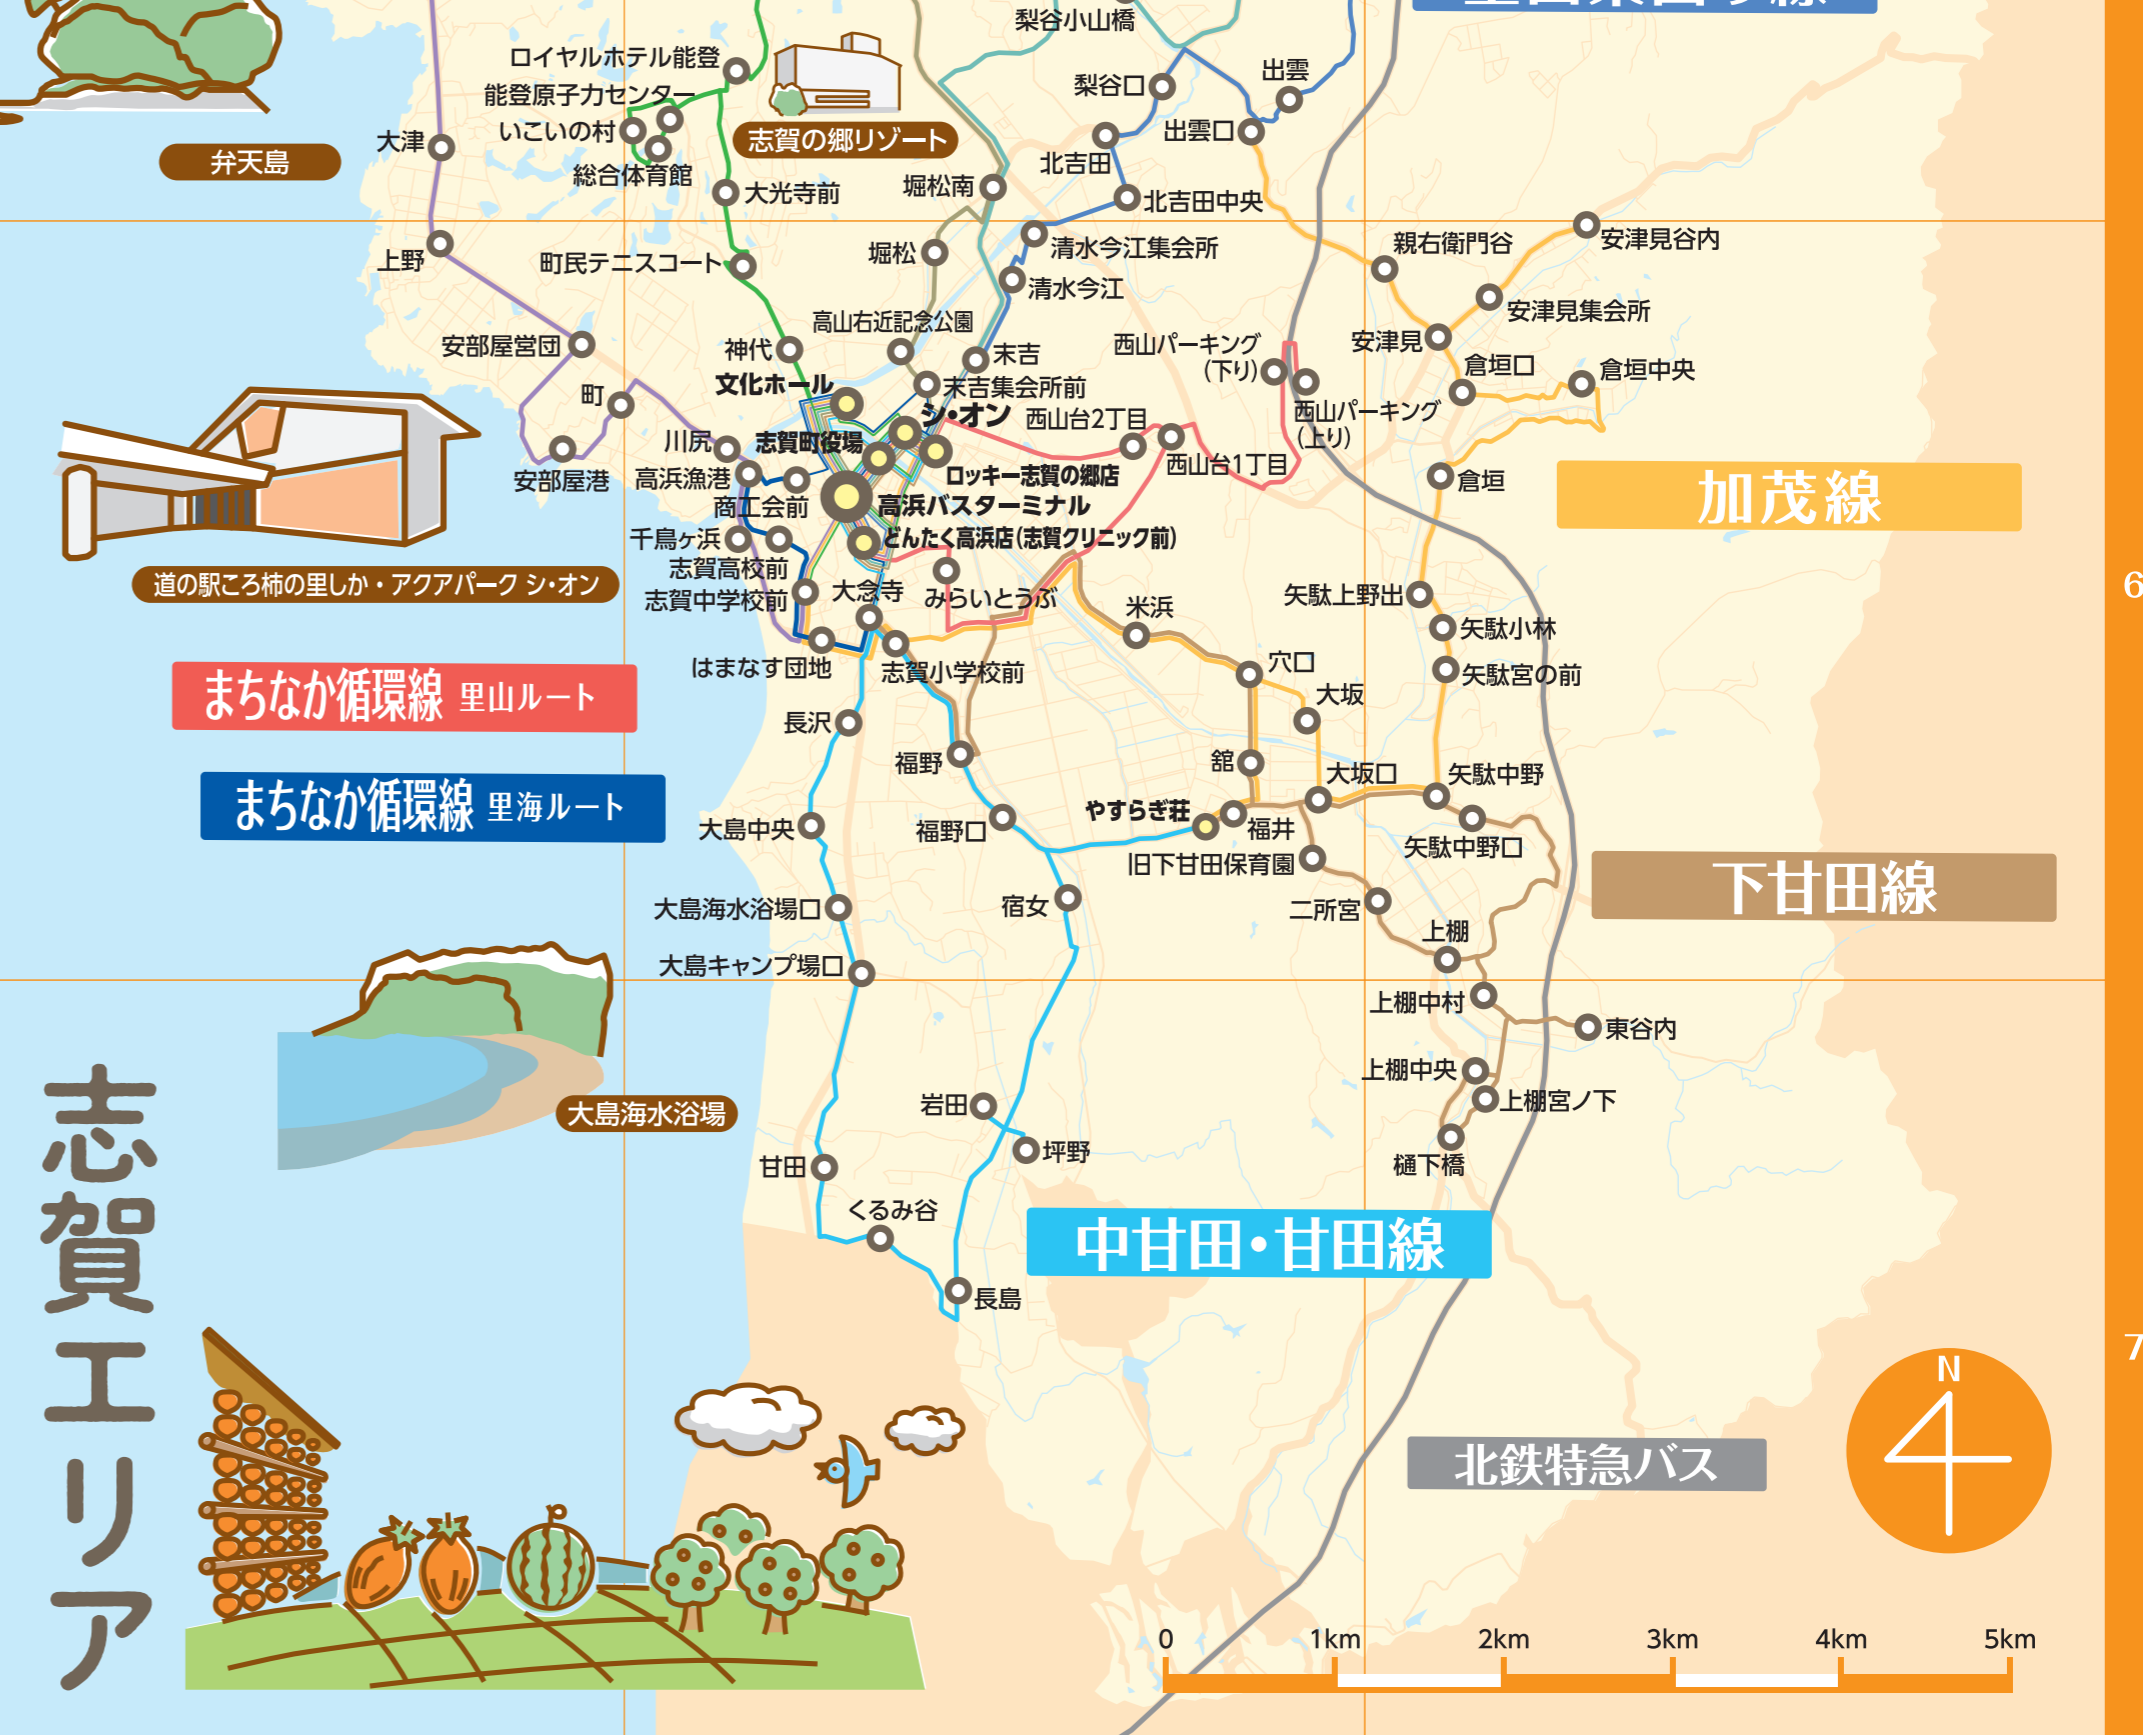 梨谷小山橋
ロイヤルホテル能登
能登原子力センター
いこいの村
総合体育館
志賀の郷リゾート
弁天島
大津
梨谷口
出雲
出雲口
北吉田
北吉田中央
大光寺前
堀松南
上野
町民テニスコート
堀松
清水今江集会所
清水今江
親右衛門谷
安津見谷内
安津見集会所
安津見
高山右近記念公園
安部屋営団
神代
末吉
西山パーキング
(下り)
倉垣口
倉垣中央
文化ホール
末吉集会所前
町
シ・オン
西山台2丁目
西山パーキング
(上り)
川尻
志賀町役場
西山台1丁目
安部屋港
高浜漁港
ロッキー志賀の郷店
倉垣
加茂線
商工会前
高浜バスターミナル
千鳥ヶ浜
どんたく高浜店(志賀クリニック前)
道の駅ころ柿の里しか・アクアパーク シ・オン
志賀高校前
志賀中学校前
大念寺
みらいとうぶ
米浜
矢駄上野出
6
矢駄小林
はまなす団地
志賀小学校前
穴口
矢駄宮の前
まちなか循環線 里山ルート
大坂
長沢
福野
舘
大坂口
矢駄中野
まちなか循環線 里海ルート
やすらぎ荘
大島中央
福野口
福井
矢駄中野口
旧下甘田保育園
下甘田線
大島海水浴場口
宿女
二所宮
上棚
大島キャンプ場口
上棚中村
東谷内
上棚中央
上棚宮ノ下
岩田
大島海水浴場
坪野
樋下橋
甘田
くるみ谷
中甘田・甘田線
長島
志賀エリア
7
N
北鉄特急バス
0 1km 2km 3km 4km 5km